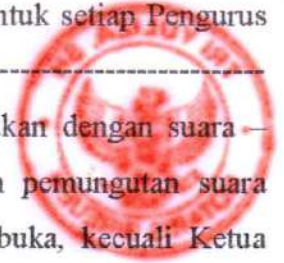 ntuk setiap Pengurus
-----------------------------------
kan dengan suara –
pemungutan suara
buka, kecuali Ketua